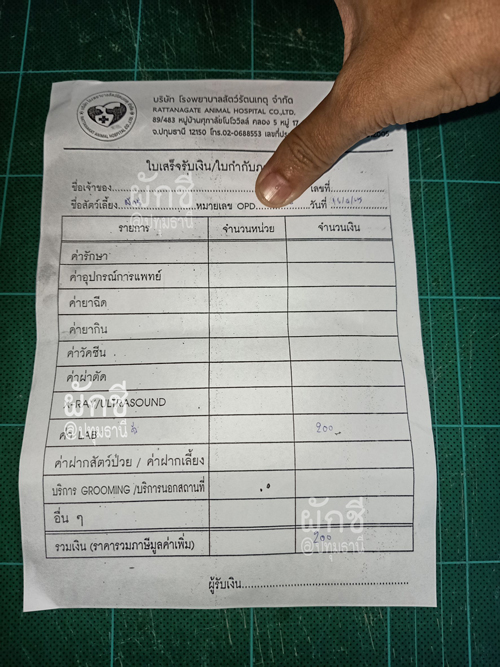 บริษัท โรงพยาบาลสัตว์รัตนเกตุ จำกัด
RATTANAGATE ANIMAL HOSPITAL CO.,LTD.
89/483 หมู่บ้านศุภาลัยไบโววิลล์ คลอง 5 หมู่ 17
จ.ปทุมธานี 12150 โทร.02-0688553
ใบเสร็จรับเงิน/ใบกำกับภ
ชื่อเจ้าของ เลขที่
ชื่อสัตว์เลี้ยง หมายเลข OPD. วันที่
ผักชี
@ปทุมธานี
รายการ จำนวนหน่วย จำนวนเงิน
ค่ารักษา
ค่าอุปกรณ์การแพทย์
ค่ายาฉีด
ค่ายากิน
ค่าวัคซีน
ค่าผ่าตัด
X-RAY/ULTRASOUND
ผักชี
@ปทุมธานี
ค่า LAB 200
ค่าฝากสัตว์ป่วย / ค่าฝากเลี้ยง
บริการ GROOMING /บริการนอกสถานที่
อื่น ๆ
ผักชี
@ปทุมธานี
รวมเงิน (ราคารวมภาษีมูลค่าเพิ่ม) 200
ผู้รับเงิน